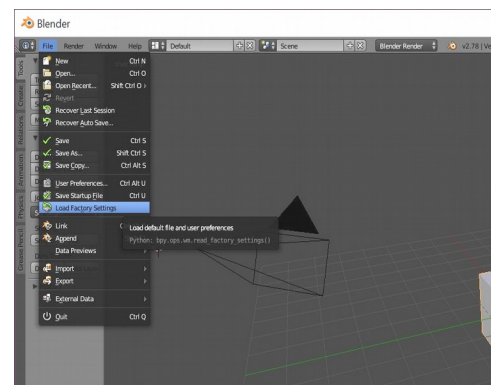 Blender
File Render Window Help Default Scene Blender Render v2.78 | Ve
New Ctrl N
Open... Ctrl O
Open Recent... Shift Ctrl O
Revert
Recover Last Session
Recover Auto Save...
Save Ctrl S
Save As... Shift Ctrl S
Save Copy... Ctrl Alt S
User Preferences... Ctrl Alt U
Save Startup File Ctrl U
Load Factory Settings
Load default file and user preferences
Python: bpy.ops.wm.read_factory_settings()
Link
Append
Data Previews
Import
Export
External Data
Quit Ctrl Q
Tools
Create
Relations
Animation
Physics
Grease Pencil